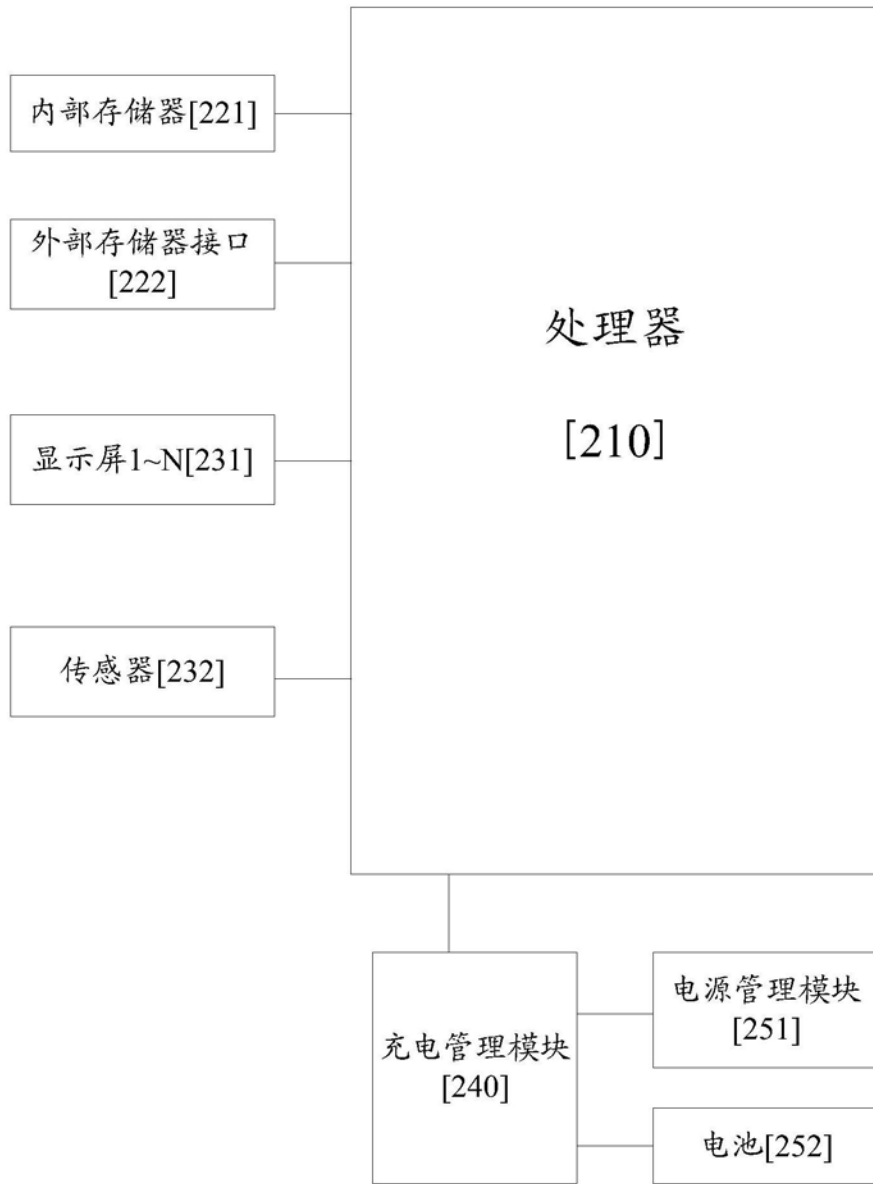 内部存储器[221]
外部存储器接口
[222]
处理器
[210]
显示屏1~N[231]
传感器[232]
充电管理模块
[240]
电源管理模块
[251]
电池[252]